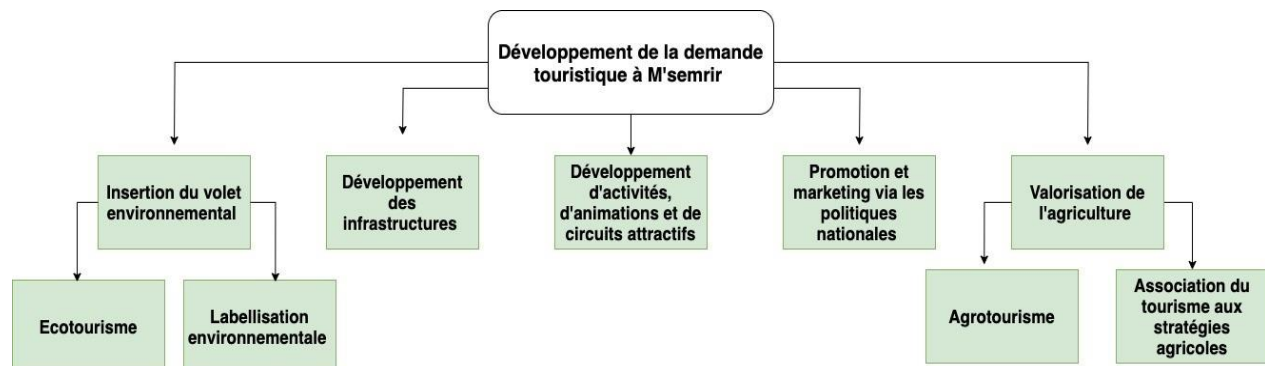 Développement de la demande
touristique à M'semrir
Insertion du volet
environnemental
Développement
des
infrastructures
Développement
d'activités,
d'animations et de
circuits attractifs
Promotion et
marketing via les
politiques
nationales
Valorisation de
l'agriculture
Ecotourisme
Labellisation
environnementale
Agrotourisme
Association du
tourisme aux
stratégies
agricoles